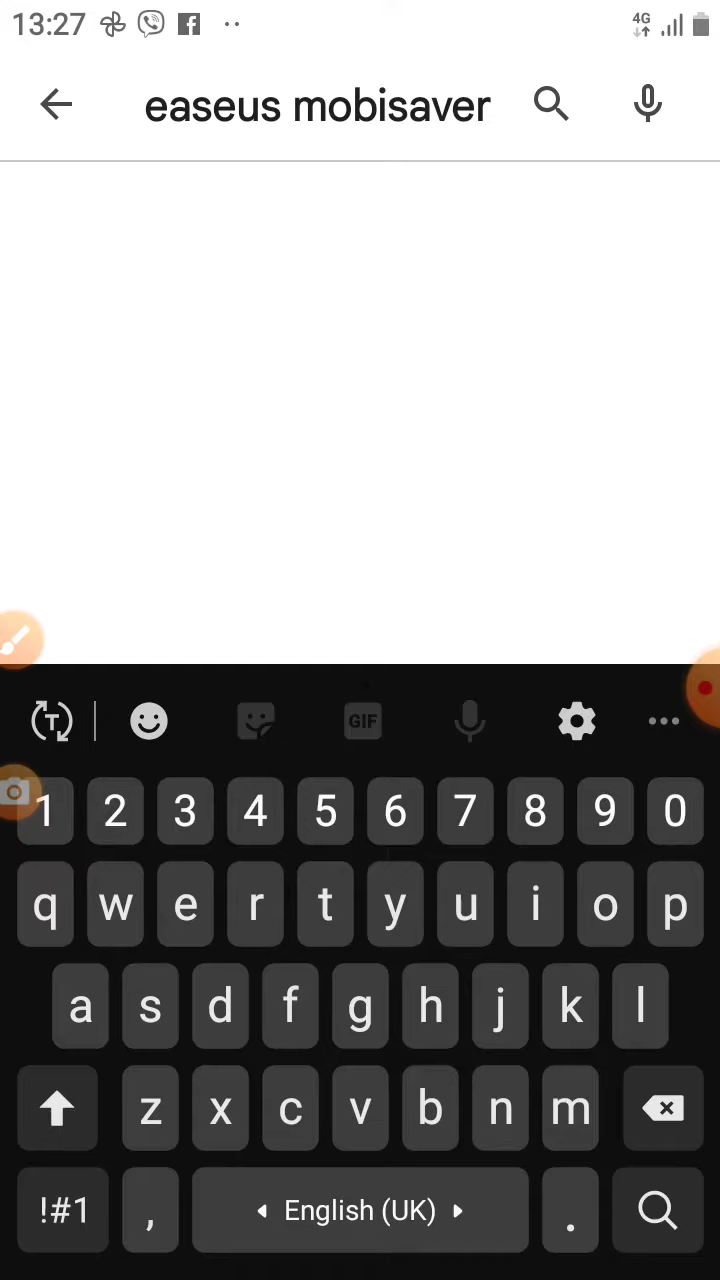 13:27 4G
easeus mobisaver
T GIF
1 2 3 4 5 6 7 8 9 0
q w e r t y u i o p
a s d f g h j k l
z x c v b n m
!#1 , English (UK) .